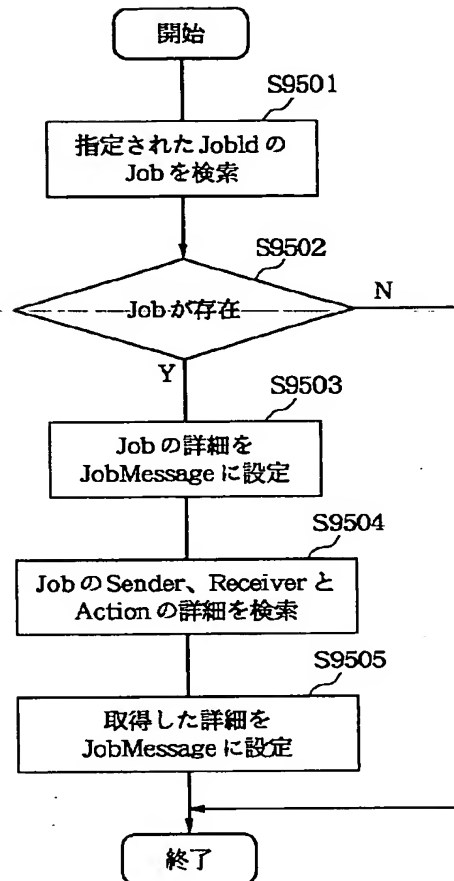 開始
S9501
指定されたJobIdの
Jobを検索
S9502
Jobが存在
N
Y
S9503
Jobの詳細を
JobMessageに設定
S9504
JobのSender、Receiverと
Actionの詳細を検索
S9505
取得した詳細を
JobMessageに設定
終了